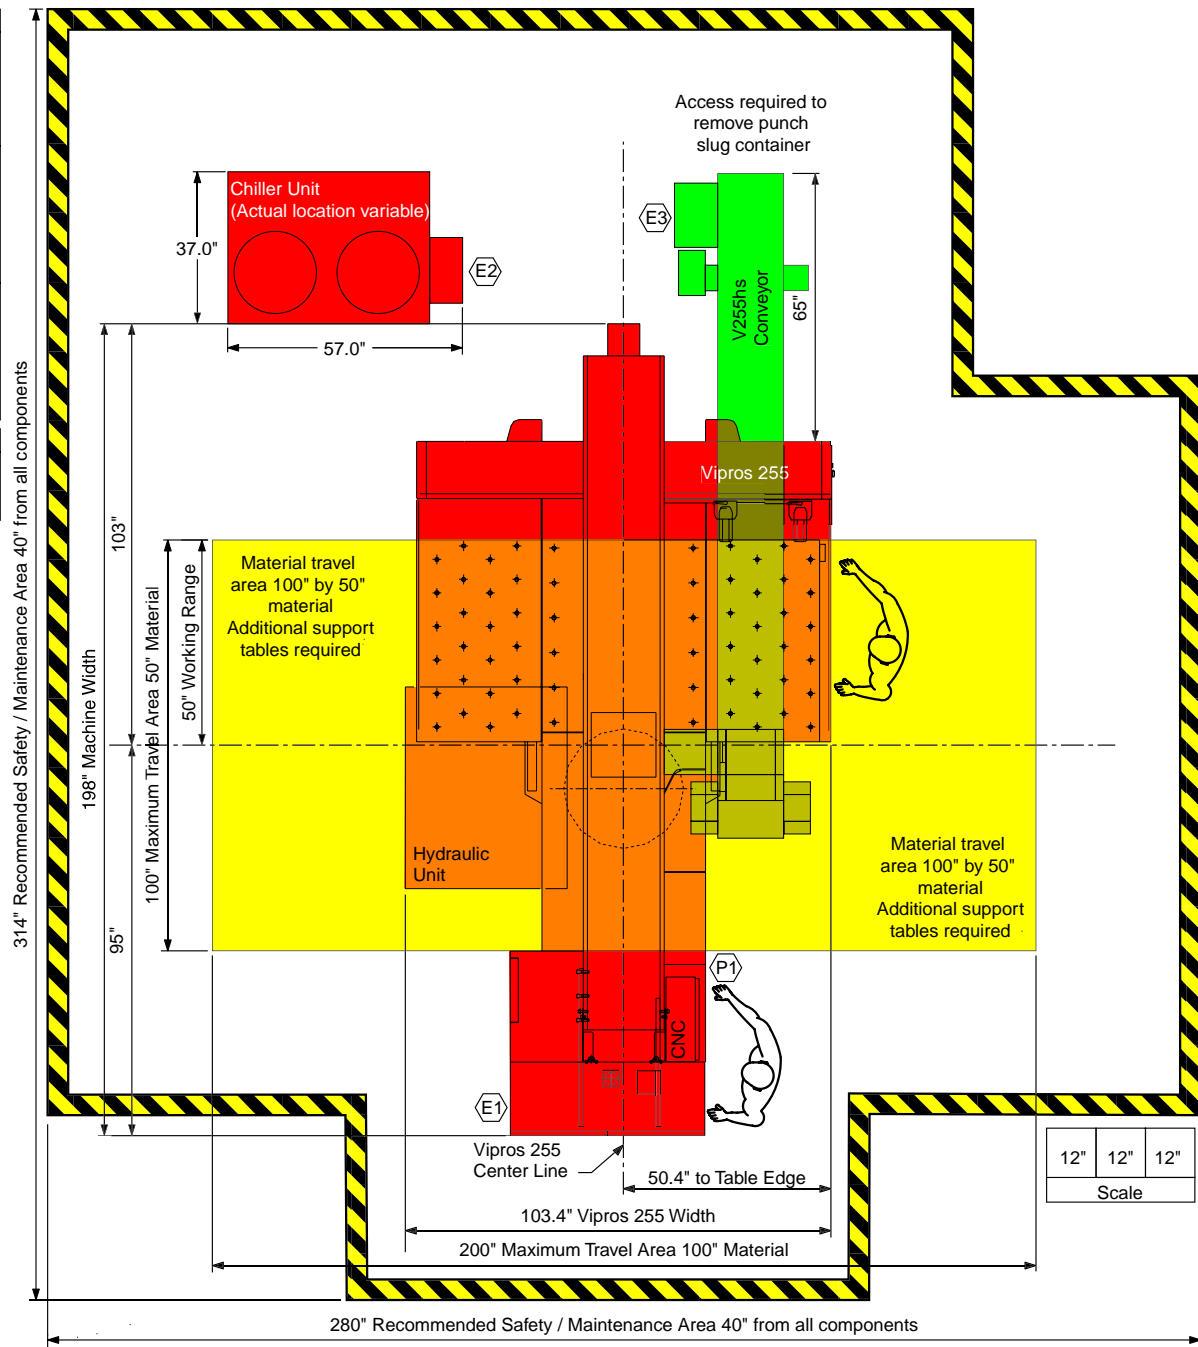 Access required to
remove punch
slug container
Chiller Unit
(Actual location variable)
37.0"
57.0"
E2
E3
V255hs
Conveyor
65"
Vipros 255
103"
198" Machine Width
95"
314" Recommended Safety / Maintenance Area 40" from all components
100" Maximum Travel Area 50" Material
50" Working Range
Material travel
area 100" by 50"
material
Additional support
tables required
Hydraulic
Unit
Material travel
area 100" by 50"
material
Additional support
tables required
P1
CNC
E1
Vipros 255
Center Line
50.4" to Table Edge
103.4" Vipros 255 Width
200" Maximum Travel Area 100" Material
12" 12" 12"
Scale
280" Recommended Safety / Maintenance Area 40" from all components